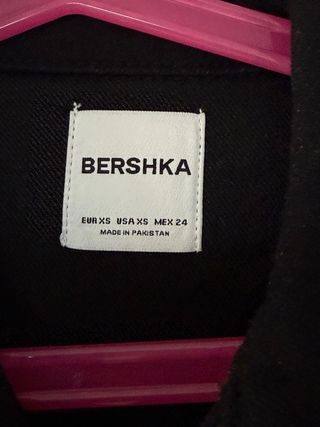 BERSHKA
EUR XS USA XS MEX 24
MADE IN PAKISTAN